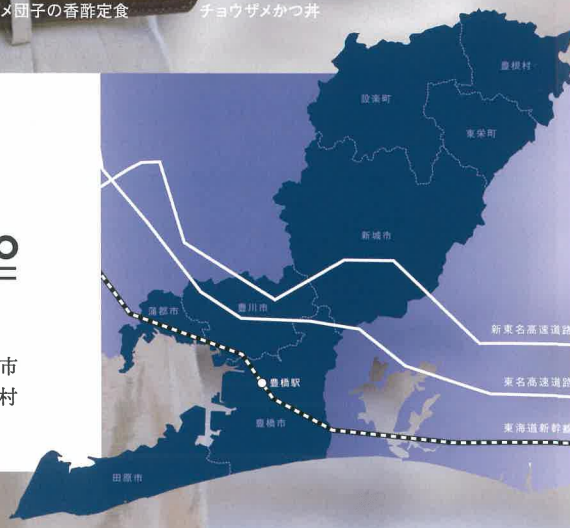 メ団子の香酢定食
チョウザメかつ丼
豊根村
設楽町
東栄町
新城市
蒲郡市
豊川市
新東名高速道路
市
豊橋駅
東名高速道路
村
豊橋市
東海道新幹線
田原市